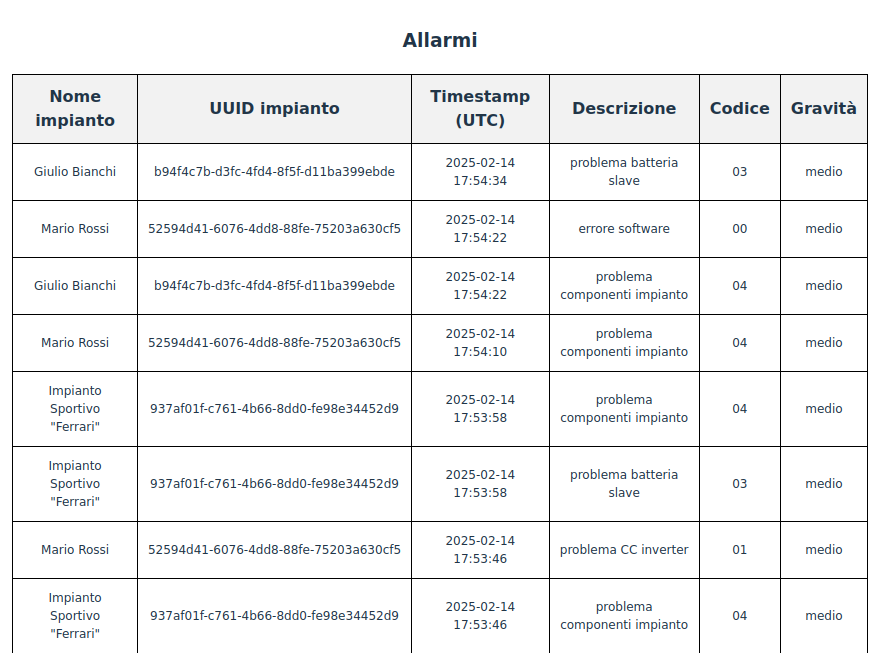 Allarmi
Nome impianto UUID impianto Timestamp (UTC) Descrizione Codice Gravità
Giulio Bianchi b94f4c7b-d3fc-4fd4-8f5f-d11ba399ebde 2025-02-14 17:54:34 problema batteria slave 03 medio
Mario Rossi 52594d41-6076-4dd8-88fe-75203a630cf5 2025-02-14 17:54:22 errore software 00 medio
Giulio Bianchi b94f4c7b-d3fc-4fd4-8f5f-d11ba399ebde 2025-02-14 17:54:22 problema componenti impianto 04 medio
Mario Rossi 52594d41-6076-4dd8-88fe-75203a630cf5 2025-02-14 17:54:10 problema componenti impianto 04 medio
Impianto Sportivo "Ferrari" 937af01f-c761-4b66-8dd0-fe98e34452d9 2025-02-14 17:53:58 problema componenti impianto 04 medio
Impianto Sportivo "Ferrari" 937af01f-c761-4b66-8dd0-fe98e34452d9 2025-02-14 17:53:58 problema batteria slave 03 medio
Mario Rossi 52594d41-6076-4dd8-88fe-75203a630cf5 2025-02-14 17:53:46 problema CC inverter 01 medio
Impianto Sportivo "Ferrari" 937af01f-c761-4b66-8dd0-fe98e34452d9 2025-02-14 17:53:46 problema componenti impianto 04 medio